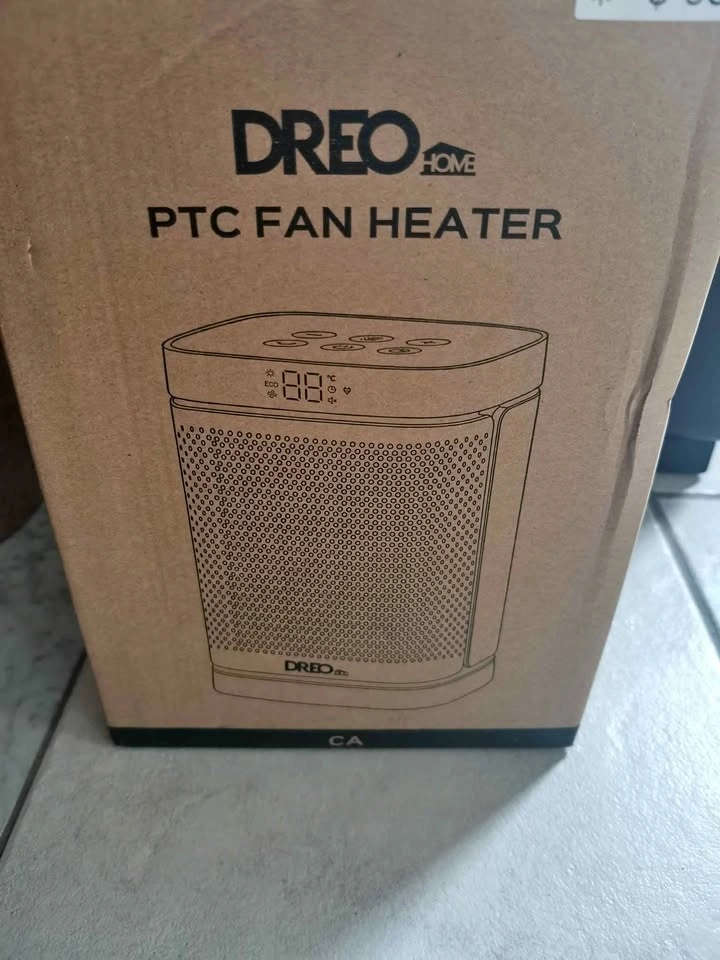 DREO HOME
PTC FAN HEATER
ECO 88 °C
DREO
CA